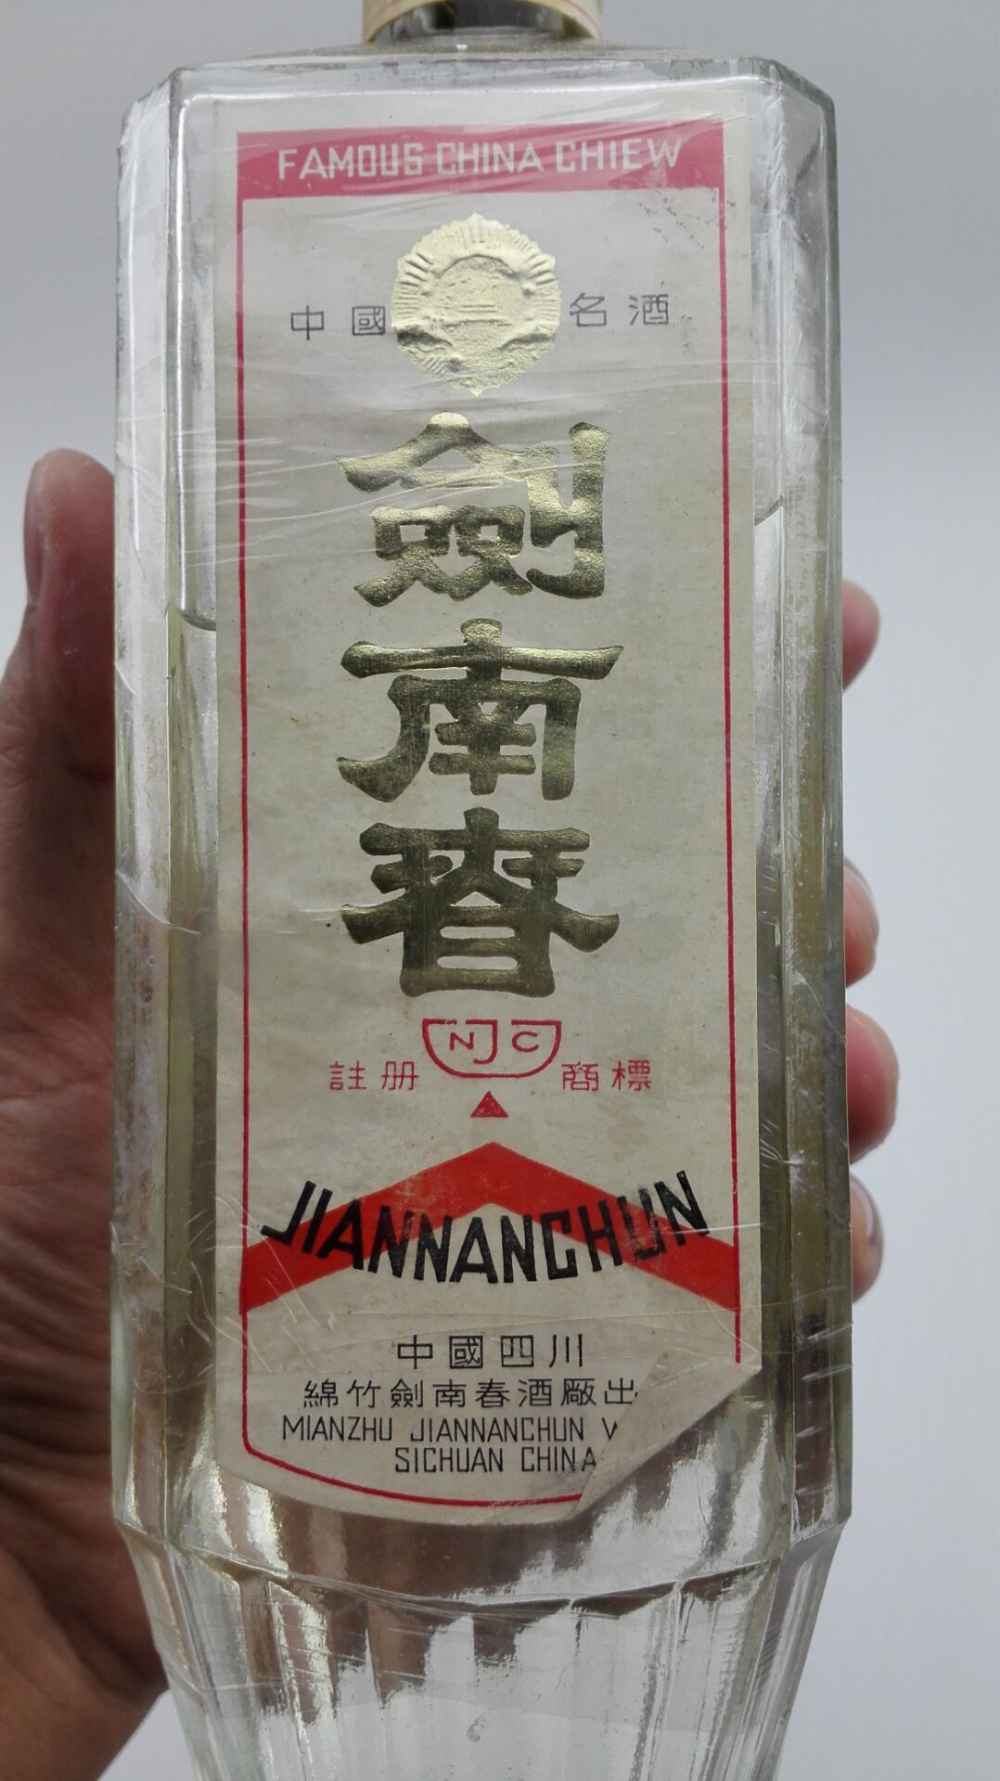 FAMOUS CHINA CHIEW
中國 名酒
劍南春
NJC
註册 商標
JIANNANCHUN
中國四川
綿竹劍南春酒廠出
MIANZHU JIANNANCHUN
SICHUAN CHINA